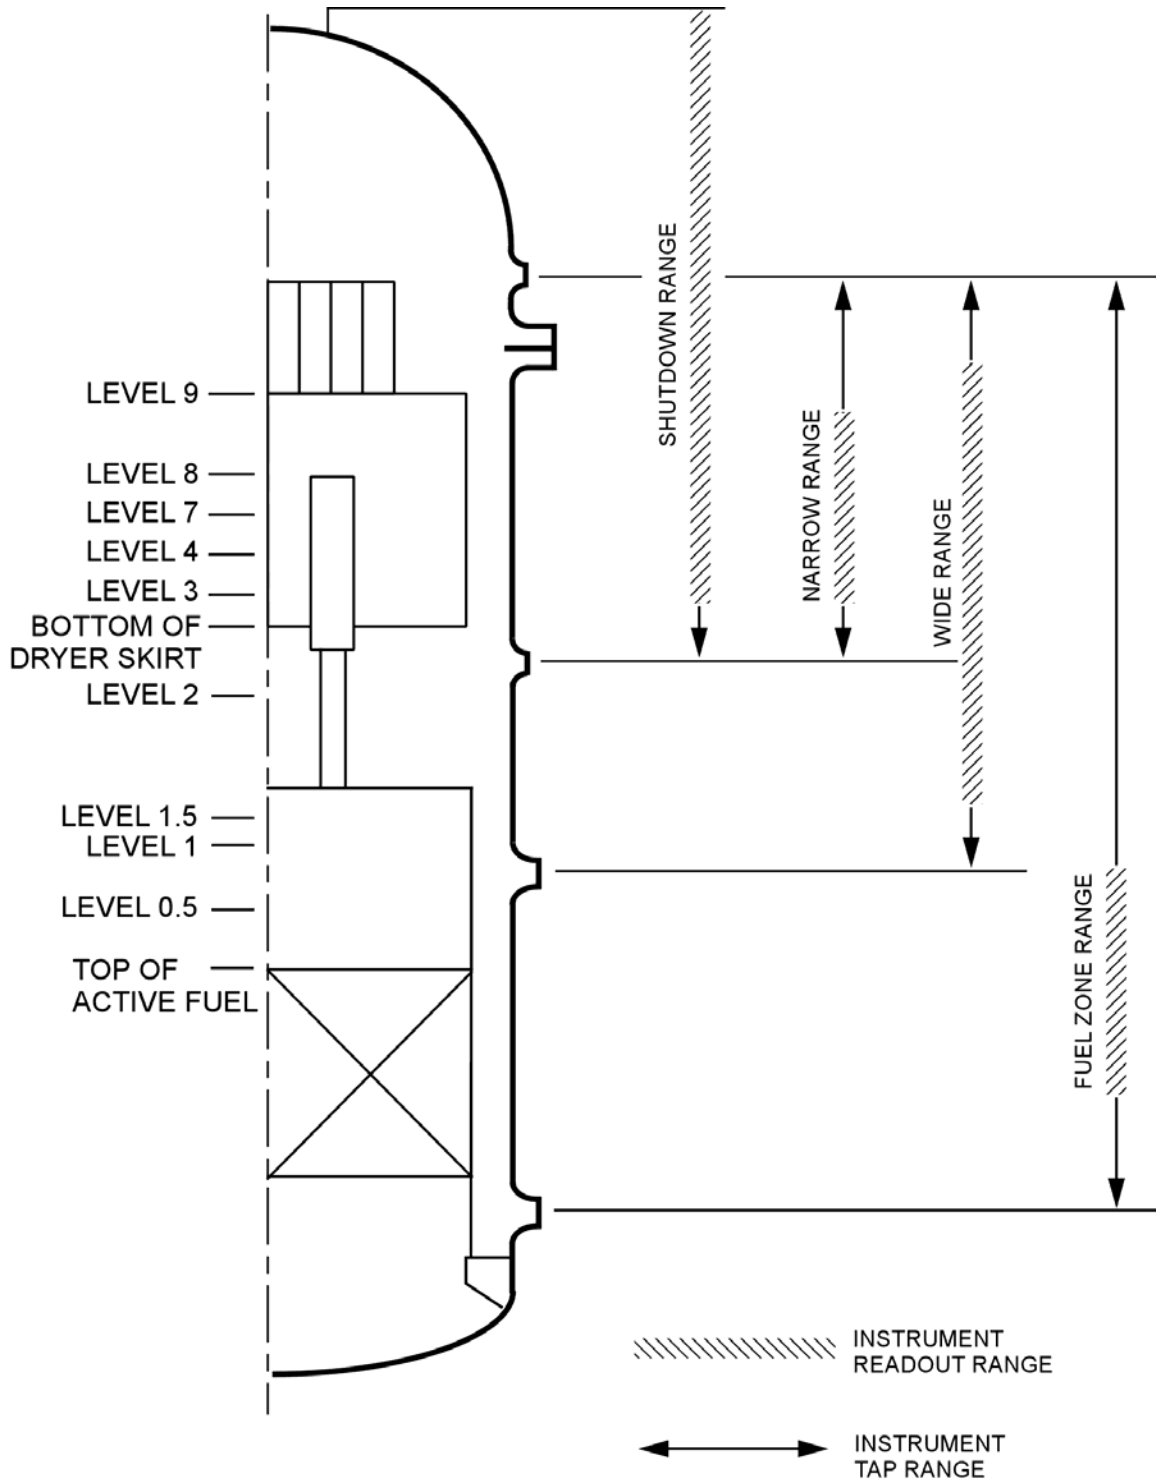 LEVEL 9
LEVEL 8
LEVEL 7
LEVEL 4
LEVEL 3
BOTTOM OF
DRYER SKIRT
LEVEL 2
LEVEL 1.5
LEVEL 1
LEVEL 0.5
TOP OF
ACTIVE FUEL
SHUTDOWN RANGE
NARROW RANGE
WIDE RANGE
FUEL ZONE RANGE
INSTRUMENT
READOUT RANGE
INSTRUMENT
TAP RANGE